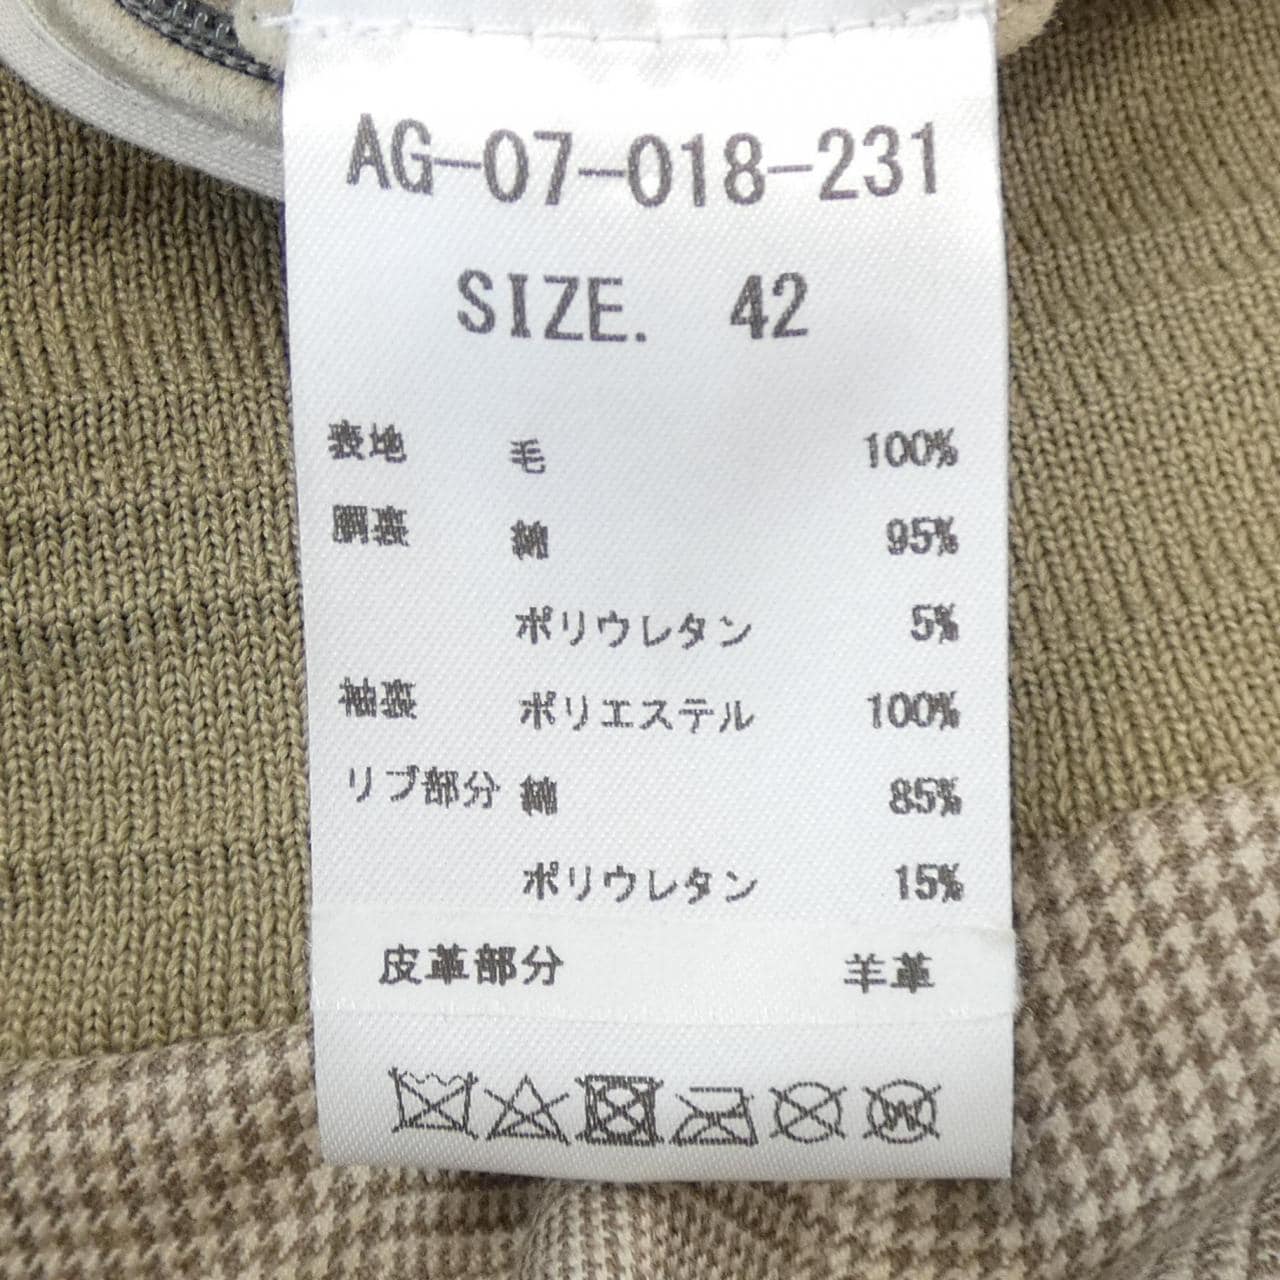 AG-07-018-231
SIZE. 42
表地 毛 100%
胴裏 綿 95%
ポリウレタン 5%
袖裏 ポリエステル 100%
リブ部分 綿 85%
ポリウレタン 15%
皮革部分 羊革